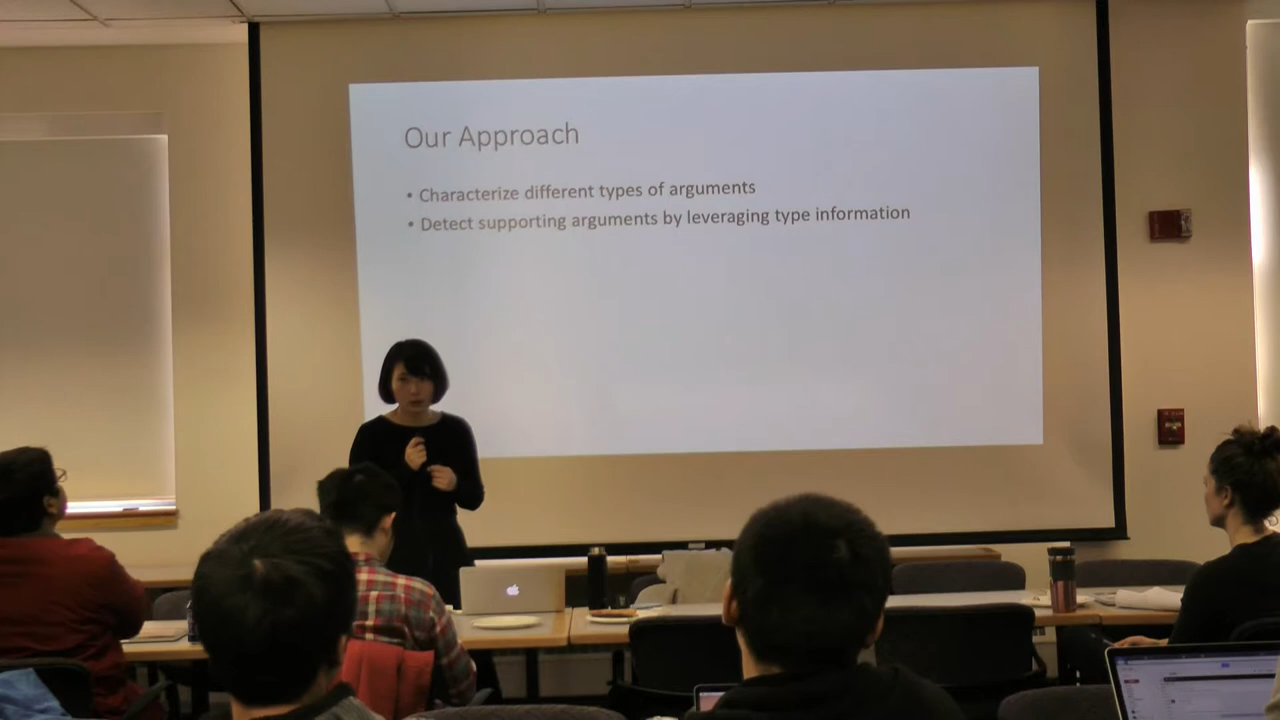 Our Approach
• Characterize different types of arguments
• Detect supporting arguments by leveraging type information